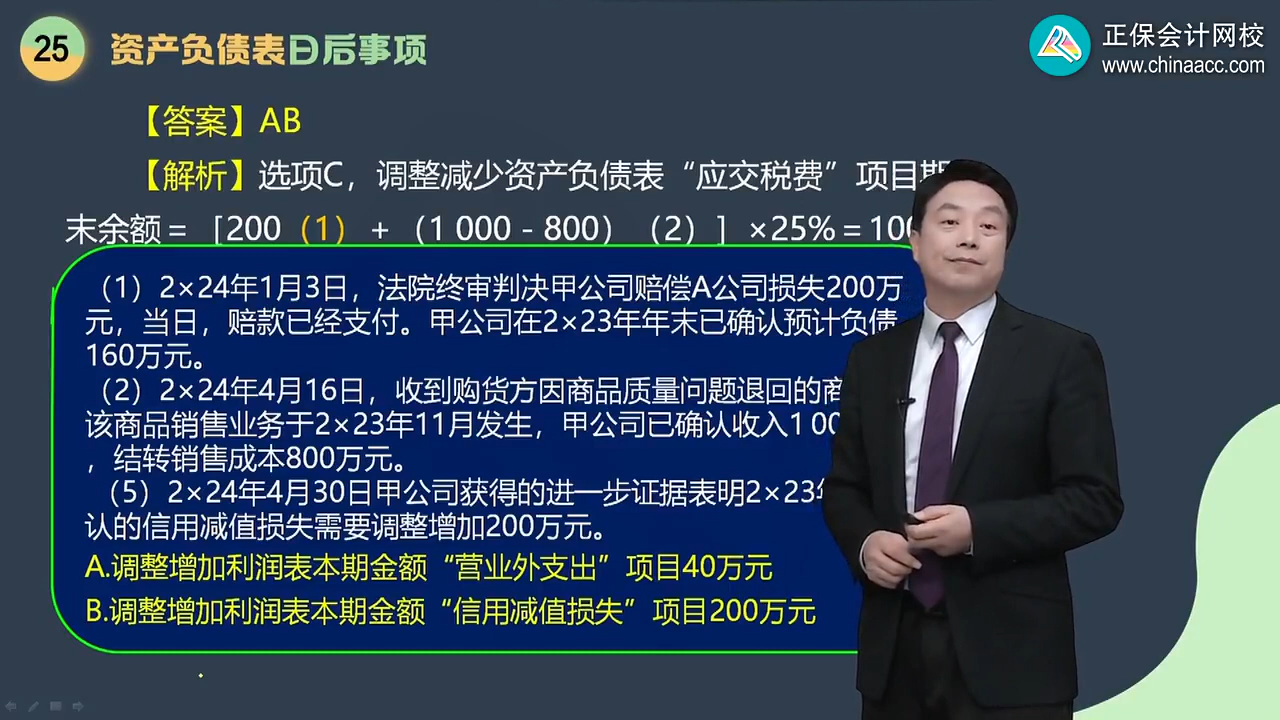 25 资产负债表日后事项
正保会计网校
www.chinaacc.com
【答案】AB
【解析】选项C，调整减少资产负债表“应交税费”项目期
末余额＝［200（1）＋（1 000－800）（2）］×25%＝100
（1）2×24年1月3日，法院终审判决甲公司赔偿A公司损失200万
元，当日，赔款已经支付。甲公司在2×23年年末已确认预计负债
160万元。
（2）2×24年4月16日，收到购货方因商品质量问题退回的商
该商品销售业务于2×23年11月发生，甲公司已确认收入1 00
，结转销售成本800万元。
（5）2×24年4月30日甲公司获得的进一步证据表明2×23年
认的信用减值损失需要调整增加200万元。
A.调整增加利润表本期金额“营业外支出”项目40万元
B.调整增加利润表本期金额“信用减值损失”项目200万元